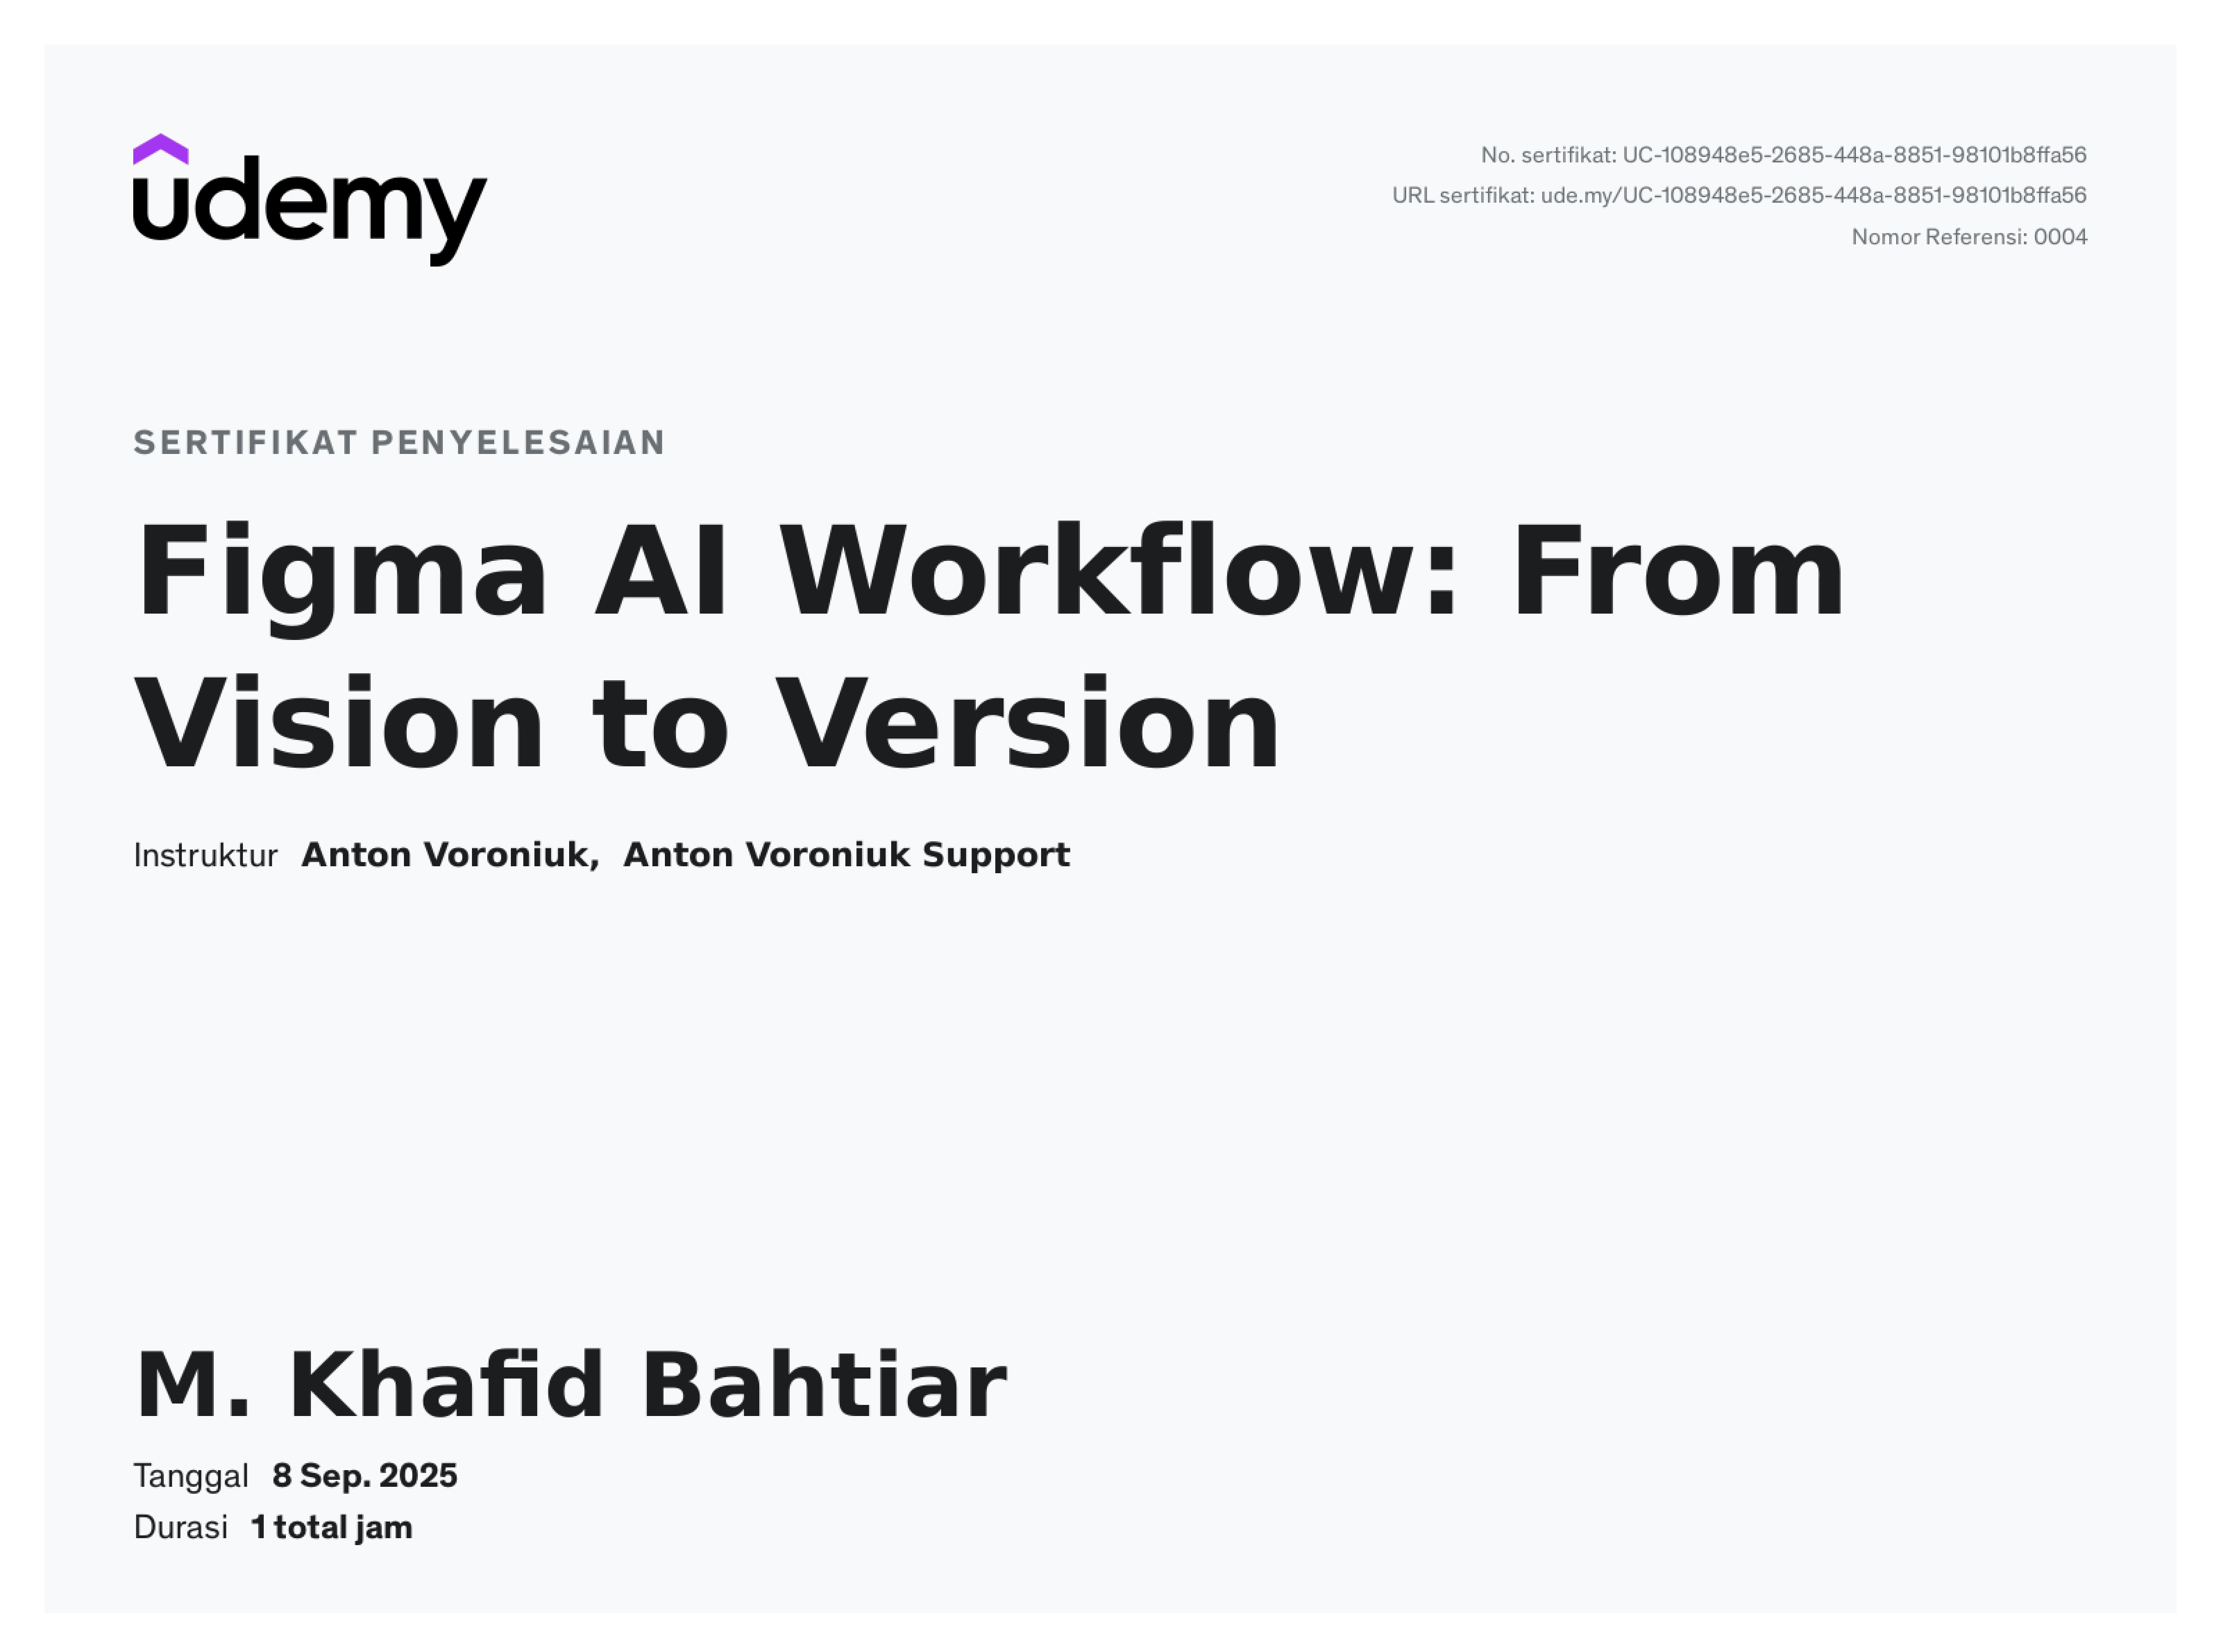 udemy
No. sertifikat: UC-108948e5-2685-448a-8851-98101b8ffa56
URL sertifikat: ude.my/UC-108948e5-2685-448a-8851-98101b8ffa56
Nomor Referensi: 0004
SERTIFIKAT PENYELESAIAN
Figma AI Workflow: From
Vision to Version
Instruktur Anton Voroniuk, Anton Voroniuk Support
M. Khafid Bahtiar
Tanggal 8 Sep. 2025
Durasi 1 total jam